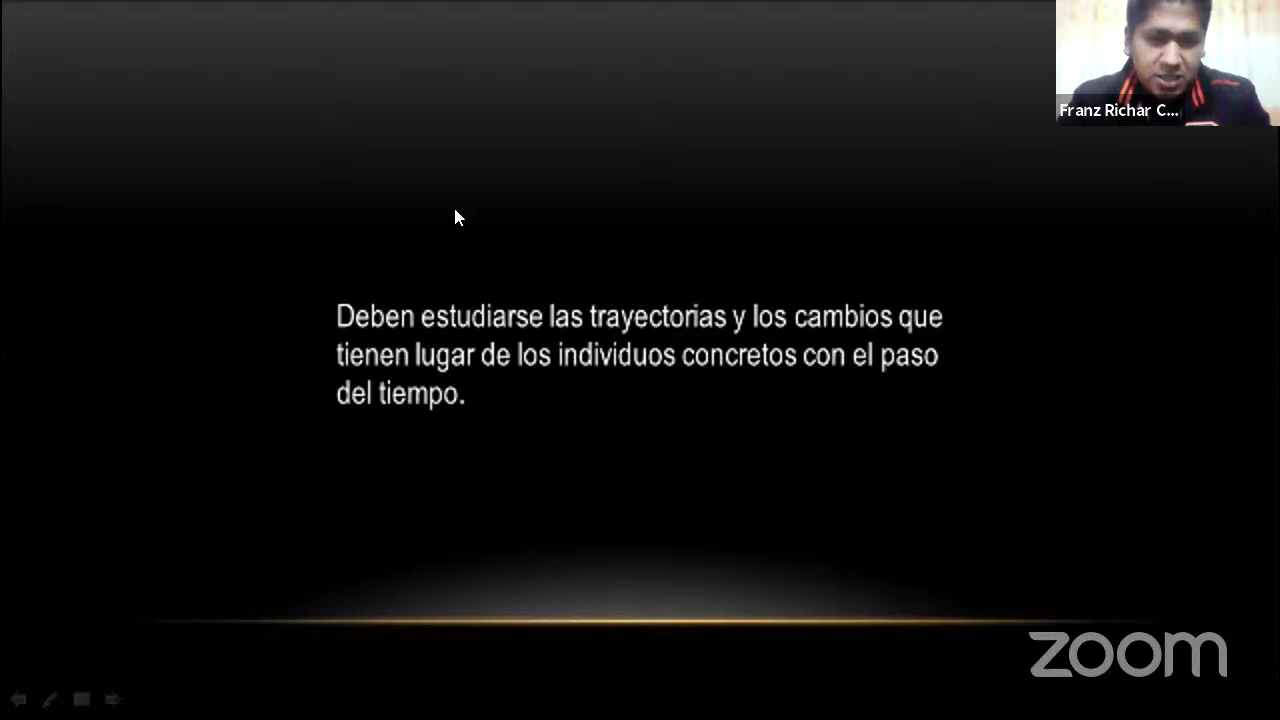 Franz Richar C...
Deben estudiarse las trayectorias y los cambios que
tienen lugar de los individuos concretos con el paso
del tiempo.
zoom